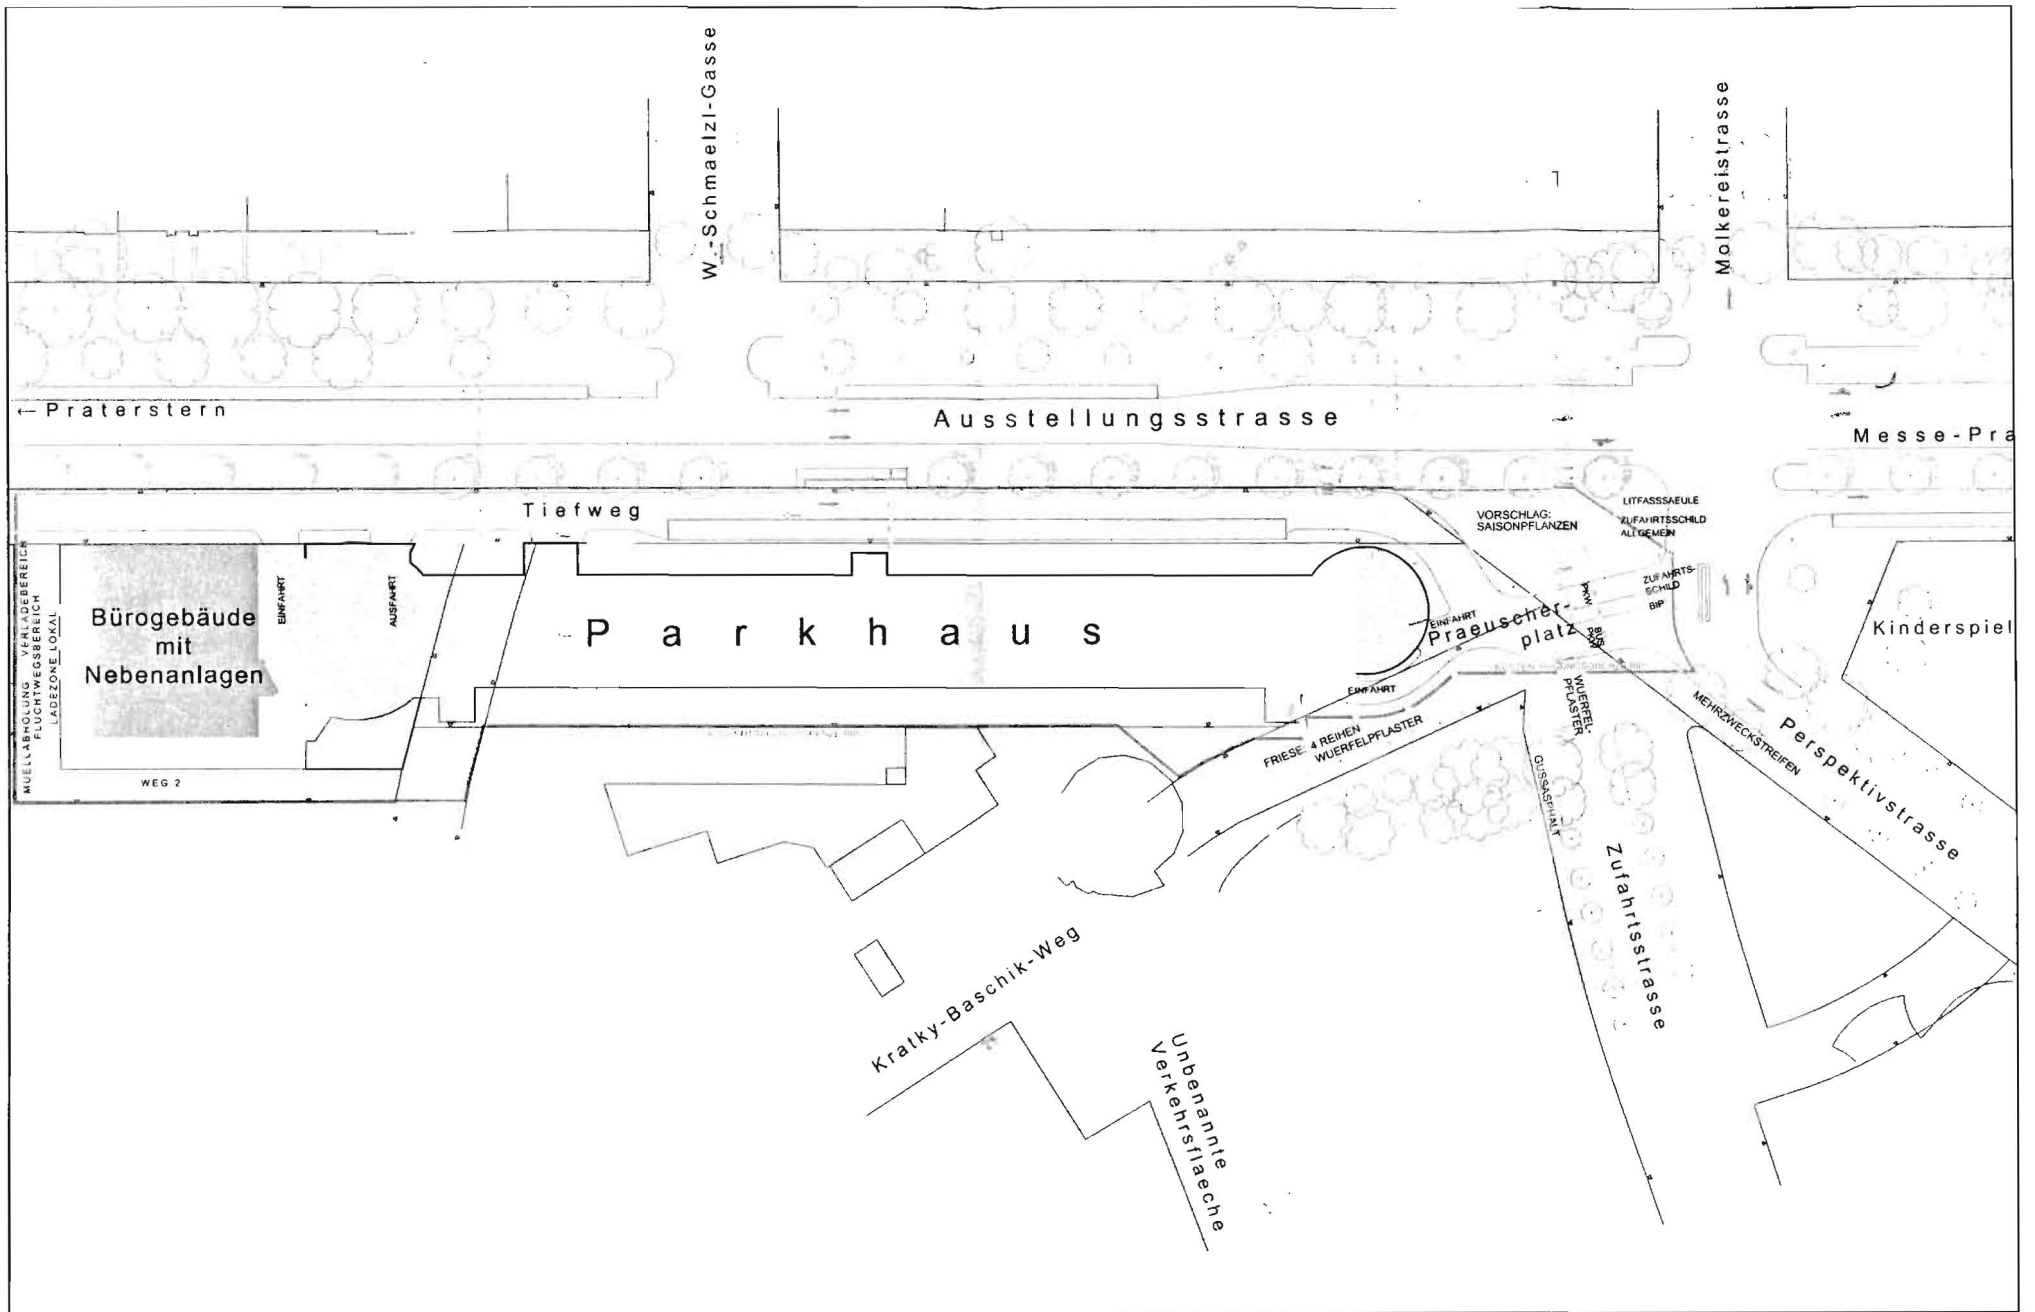 W.-Schmaelzl-Gasse
Molkereistrasse
← Praterstern
Ausstellungsstrasse
Messe-Pra
Tiefweg
LITFASSSAEULE
VORSCHLAG:
SAISONPFLANZEN
ZUFAHRTSSCHILD
ALLGEMEIN
MUELLABHOLUNG VERLADEBEREICH
FLUCHTWEGSBEREICH
LADEZONE LOKAL
Bürogebäude
mit
Nebenanlagen
EINFAHRT
AUSFAHRT
Parkhaus
EINFAHRT
Praeuscher-
platz
PKW
BUS
ZUFAHRTS-
SCHILD
BIP
Kinderspiel
EINFAHRT
WUERFEL-
PFLASTER
MEHRZWECKSTREIFEN
Perspektivstrasse
FRIESE: 4 REIHEN
WUERFELPFLASTER
GUSSASPHALT
WEG 2
Zufahrtsstrasse
Kratky-Baschik-Weg
Unbenannte
Verkehrsflaeche